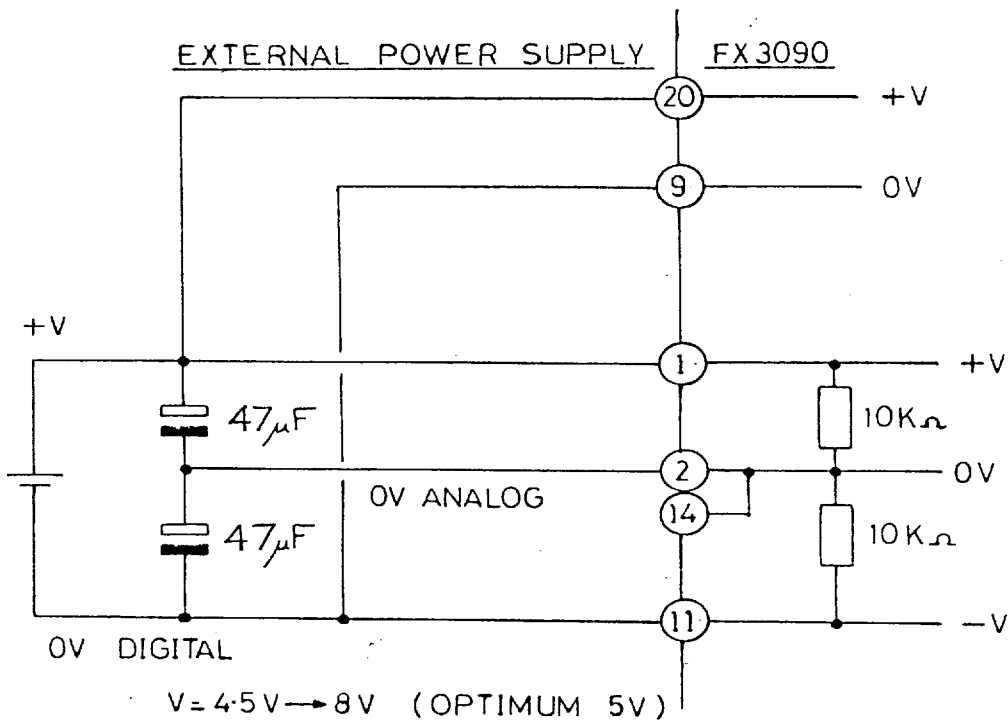 EXTERNAL POWER SUPPLY
FX3090
20
+V
9
0V
+V
1
+V
47µF
10KΩ
2
0V
0V ANALOG
14
47µF
10KΩ
11
-V
0V DIGITAL
V=4·5V→8V (OPTIMUM 5V)